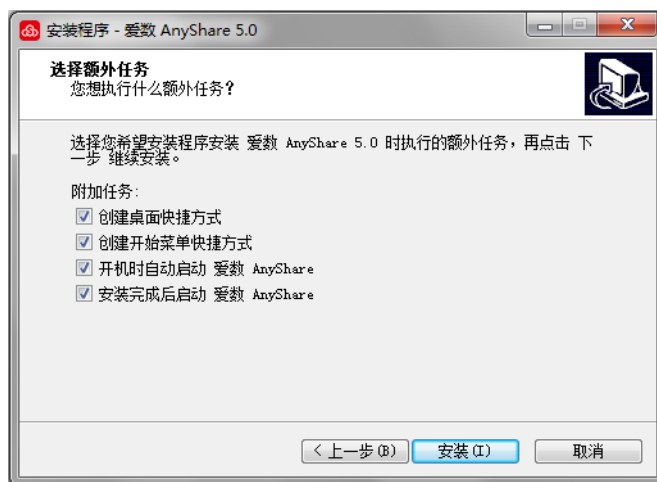 安装程序 - 爱数 AnyShare 5.0
选择额外任务
您想执行什么额外任务?
选择您希望安装程序安装 爱数 AnyShare 5.0 时执行的额外任务，再点击 下
一步 继续安装。
附加任务:
创建桌面快捷方式
创建开始菜单快捷方式
开机时自动启动 爱数 AnyShare
安装完成后启动 爱数 AnyShare
< 上一步(B) 安装(I) 取消